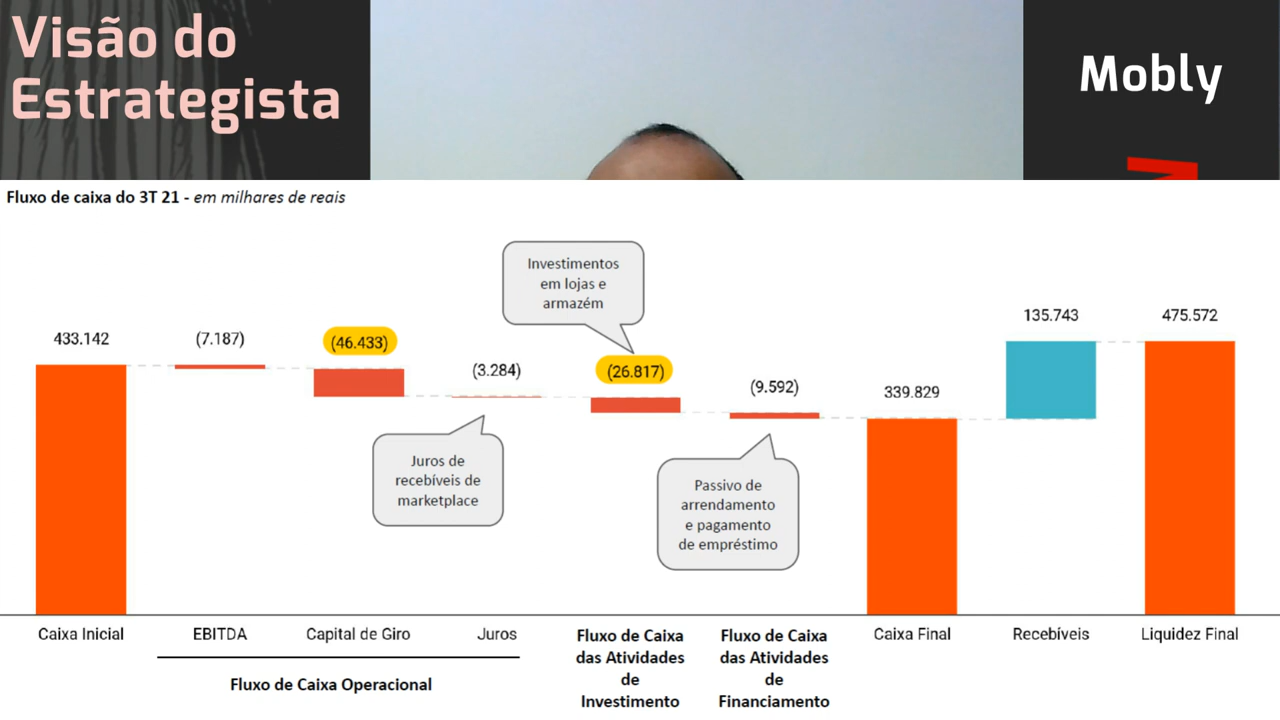 Visão do
Estrategista
Mobly
Fluxo de caixa do 3T 21 - em milhares de reais
Investimentos
em lojas e
armazém
433.142
(7.187)
(46.433)
(3.284)
(26.817)
(9.592)
339.829
135.743
475.572
Juros de
recebíveis de
marketplace
Passivo de
arrendamento
e pagamento
de empréstimo
Caixa Inicial
EBITDA
Capital de Giro
Juros
Fluxo de Caixa
das Atividades
de
Investimento
Fluxo de Caixa
das Atividades
de
Financiamento
Caixa Final
Recebíveis
Liquidez Final
Fluxo de Caixa Operacional